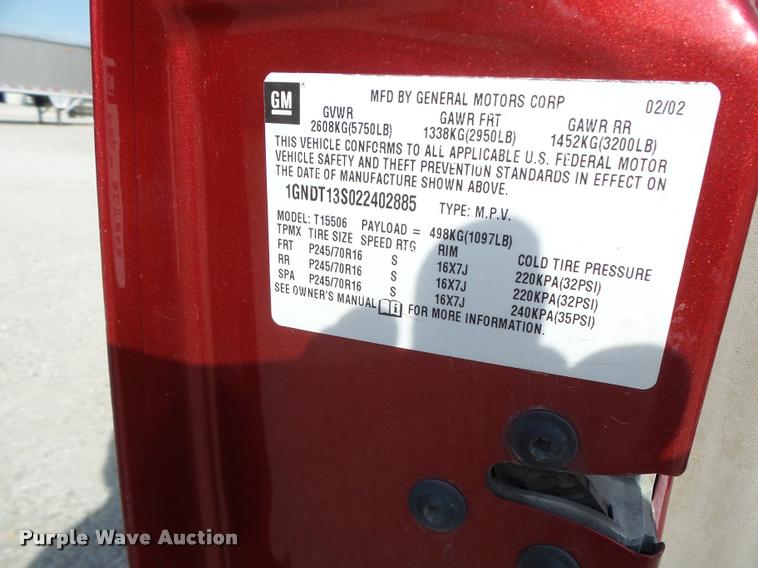 GM
MFD BY GENERAL MOTORS CORP 02/02
GVWR GAWR FRT GAWR RR
2608KG(5750LB) 1338KG(2950LB) 1452KG(3200LB)
THIS VEHICLE CONFORMS TO ALL APPLICABLE U.S. FEDERAL MOTOR
VEHICLE SAFETY AND THEFT PREVENTION STANDARDS IN EFFECT ON
THE DATE OF MANUFACTURE SHOWN ABOVE.
1GNDT13S022402885 TYPE: M.P.V.
MODEL: T15506 PAYLOAD = 498KG(1097LB)
TPMX TIRE SIZE SPEED RTG RIM COLD TIRE PRESSURE
FRT P245/70R16 S 16X7J 220KPA(32PSI)
RR P245/70R16 S 16X7J 220KPA(32PSI)
SPA P245/70R16 S 16X7J 240KPA(35PSI)
SEE OWNER'S MANUAL i FOR MORE INFORMATION.
Purple Wave Auction